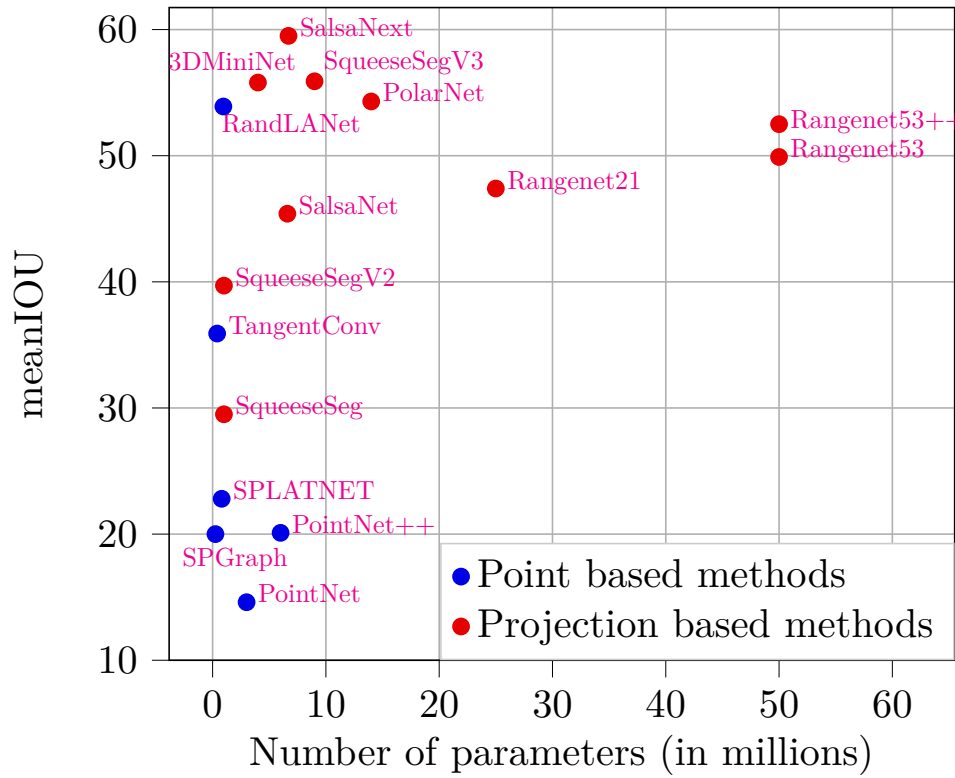 60
SalsaNext
3DMiniNet
SqueeseSegV3
PolarNet
RandLANet
Rangenet53++
50
Rangenet53
Rangenet21
SalsaNet
40
SqueeseSegV2
TangentConv
30
SqueeseSeg
SPLATNET
20
PointNet++
SPGraph
PointNet
10
meanIOU
Point based methods
Projection based methods
0 10 20 30 40 50 60
Number of parameters (in millions)